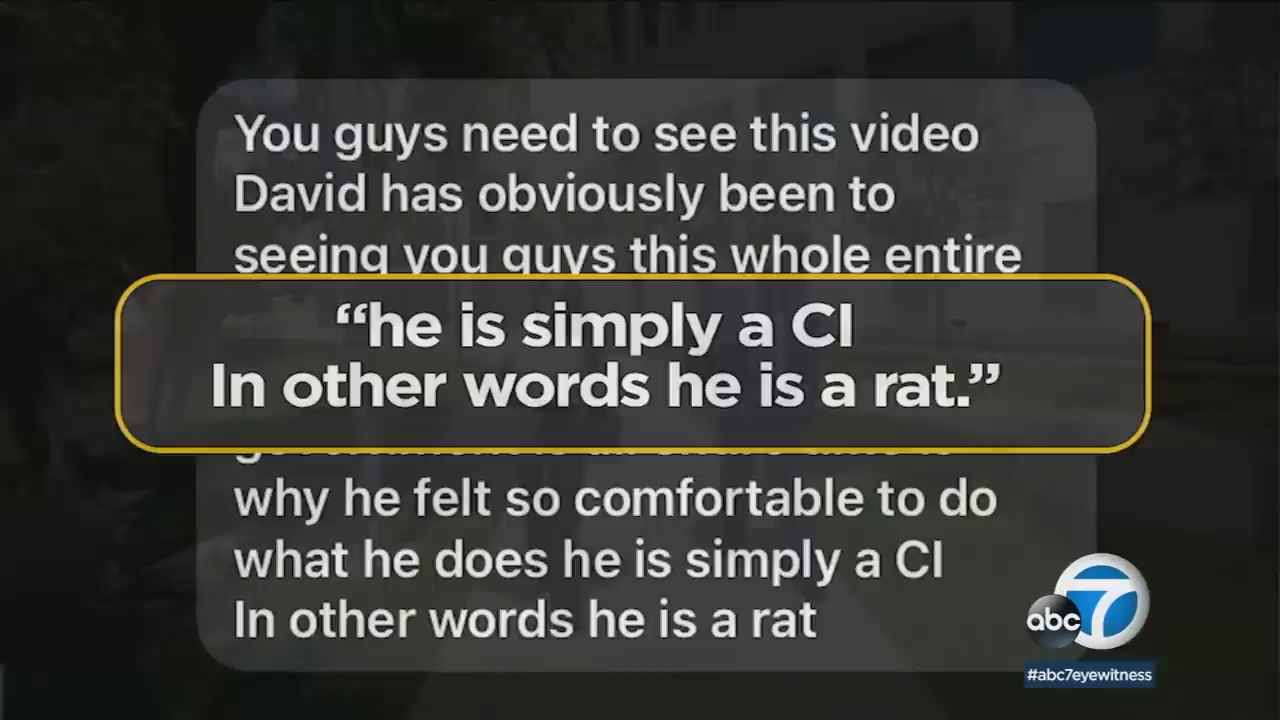 You guys need to see this video
David has obviously been to
seeing you guys this whole entire
“he is simply a CI
In other words he is a rat.”
why he felt so comfortable to do
what he does he is simply a CI
In other words he is a rat
abc 7
#abc7eyewitness